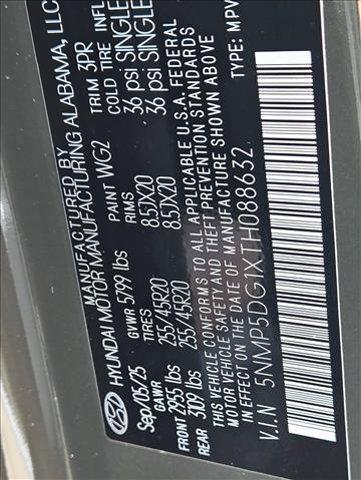 MANUFACTURED BY
HYUNDAI MOTOR MANUFACTURING ALABAMA, LLC
Sep/05/25 GVWR 5799 lbs PAINT WG2 TRIM 3PR
GAWR TIRES RIMS COLD TIRE INFL
FRONT 2955 lbs 255/45R20 8.5JX20 36 psi SINGLE
REAR 3109 lbs 255/45R20 8.5JX20 36 psi SINGLE
THIS VEHICLE CONFORMS TO ALL APPLICABLE U.S.A. FEDERAL
MOTOR VEHICLE SAFETY AND THEFT PREVENTION STANDARDS
IN EFFECT ON THE DATE OF MANUFACTURE SHOWN ABOVE
V.I.N 5NMP5DG1XTH088632 MPV